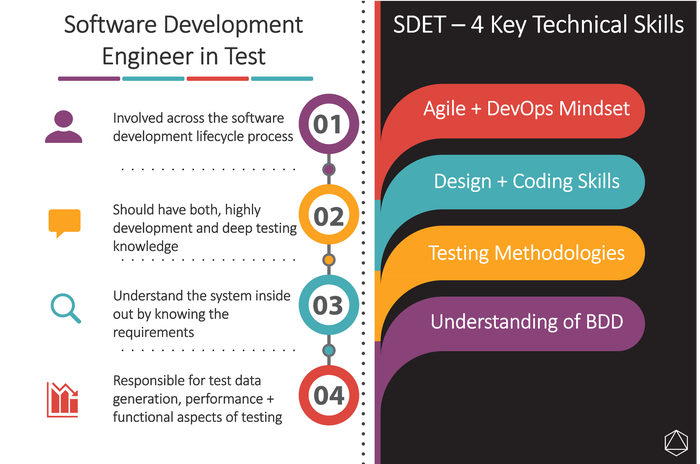 Software Development
Engineer in Test
Involved across the software
development lifecycle process
01
Should have both, highly
development and deep testing
knowledge
02
Understand the system inside
out by knowing the
requirements
03
Responsible for test data
generation, performance +
functional aspects of testing
04
SDET – 4 Key Technical Skills
Agile + DevOps Mindset
Design + Coding Skills
Testing Methodologies
Understanding of BDD